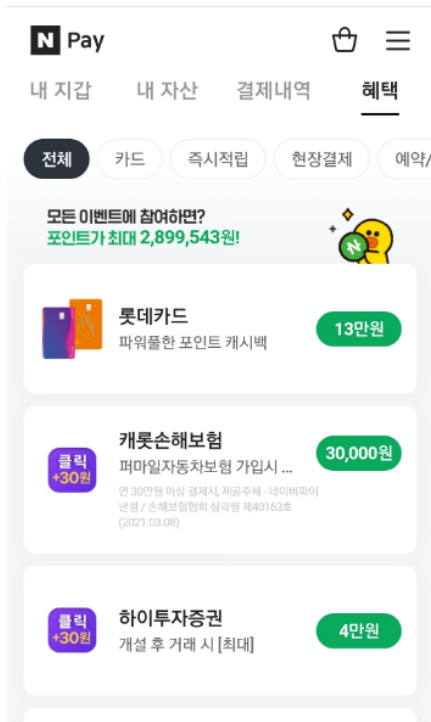 N Pay
내 지갑 내 자산 결제내역 혜택
전체 카드 즉시적립 현장결제 예약/
모든 이벤트에 참여하면?
포인트가 최대 2,899,543원!
롯데카드
파워풀한 포인트 캐시백
13만원
클릭
+30원
캐롯손해보험
퍼마일자동차보험 가입시 ...
연 30만원 이상 결제시, 제공주체 - 네이버파이
낸셜 / 손해보험협회 심의필 제40163호
(2021.03.08)
30,000원
클릭
+30원
하이투자증권
개설 후 거래 시 [최대]
4만원